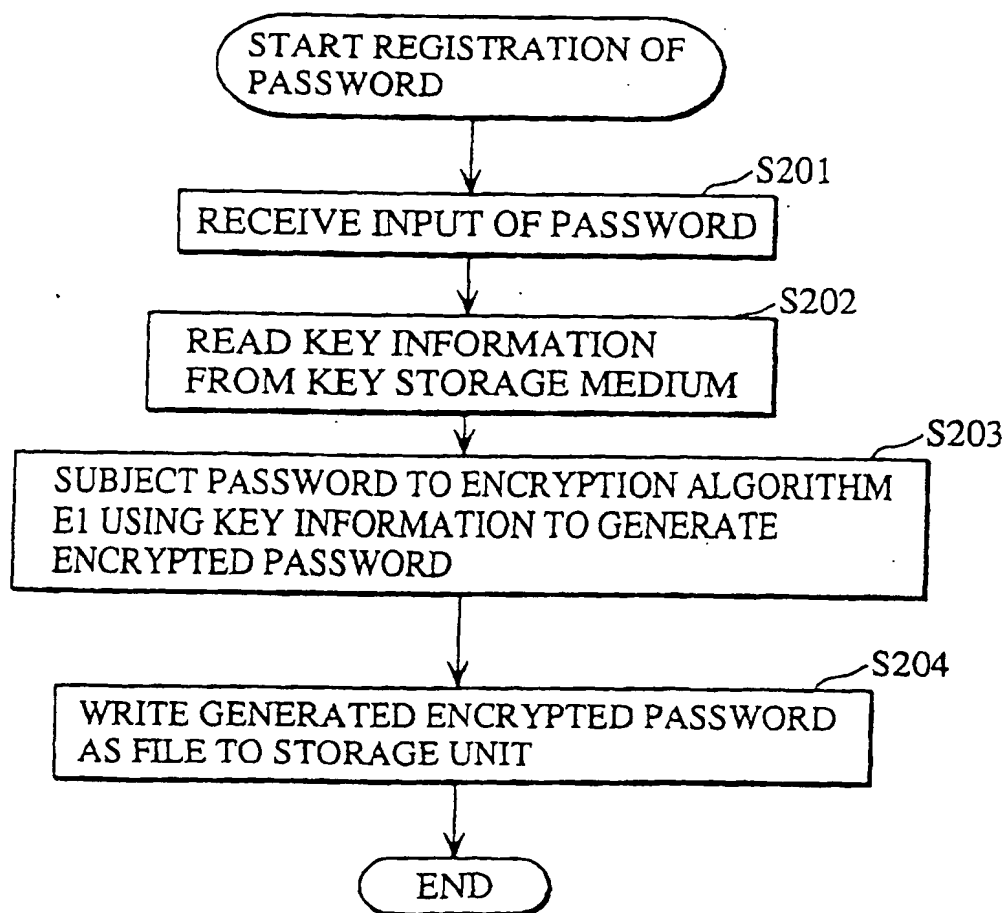 START REGISTRATION OF
PASSWORD
S201
RECEIVE INPUT OF PASSWORD
S202
READ KEY INFORMATION
FROM KEY STORAGE MEDIUM
S203
SUBJECT PASSWORD TO ENCRYPTION ALGORITHM
E1 USING KEY INFORMATION TO GENERATE
ENCRYPTED PASSWORD
S204
WRITE GENERATED ENCRYPTED PASSWORD
AS FILE TO STORAGE UNIT
END